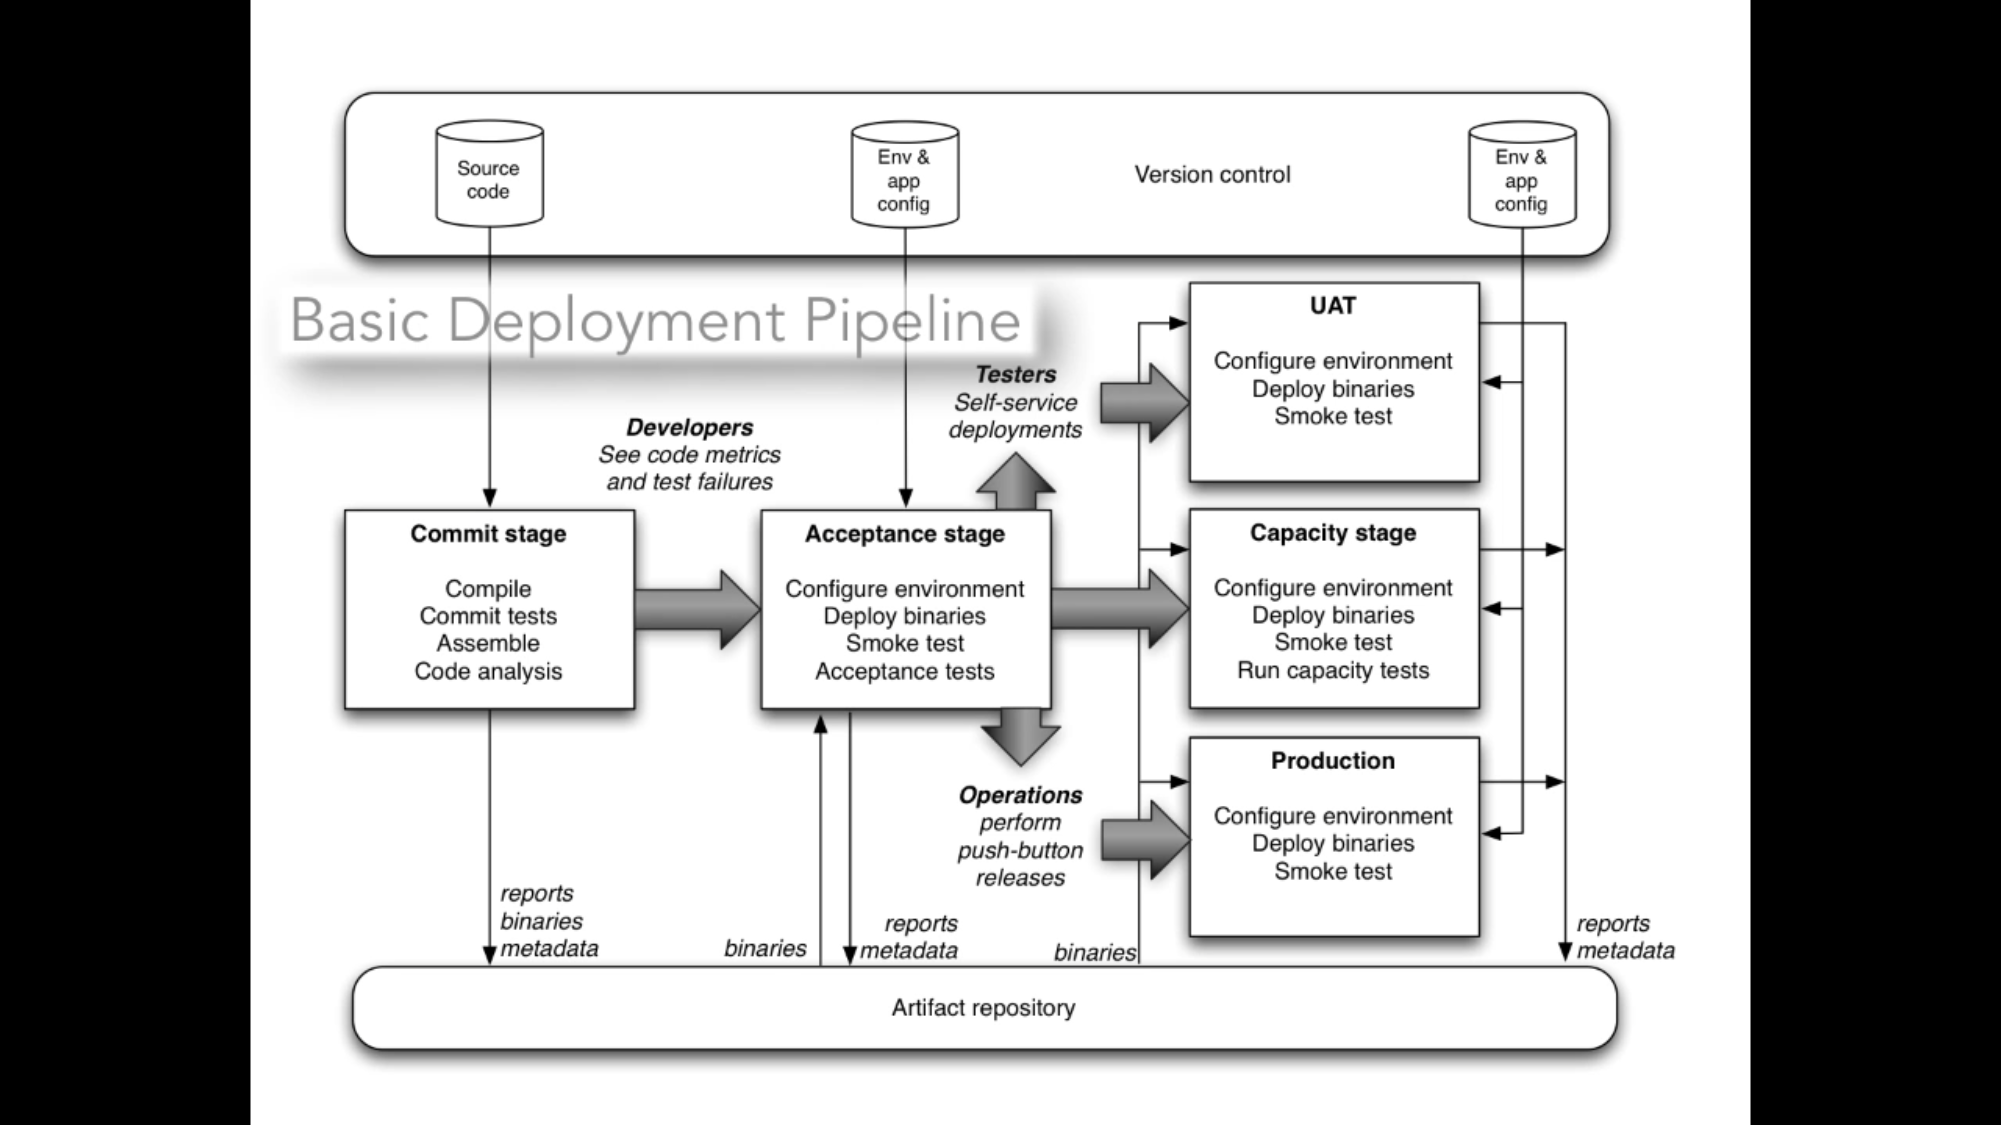 Source
code
Env &
app
config
Version control
Env &
app
config
Basic Deployment Pipeline
Developers
See code metrics
and test failures
Testers
Self-service
deployments
UAT
Configure environment
Deploy binaries
Smoke test
Commit stage
Compile
Commit tests
Assemble
Code analysis
Acceptance stage
Configure environment
Deploy binaries
Smoke test
Acceptance tests
Capacity stage
Configure environment
Deploy binaries
Smoke test
Run capacity tests
Operations
perform
push-button
releases
Production
Configure environment
Deploy binaries
Smoke test
reports
binaries
metadata
binaries
reports
metadata
binaries
reports
metadata
Artifact repository